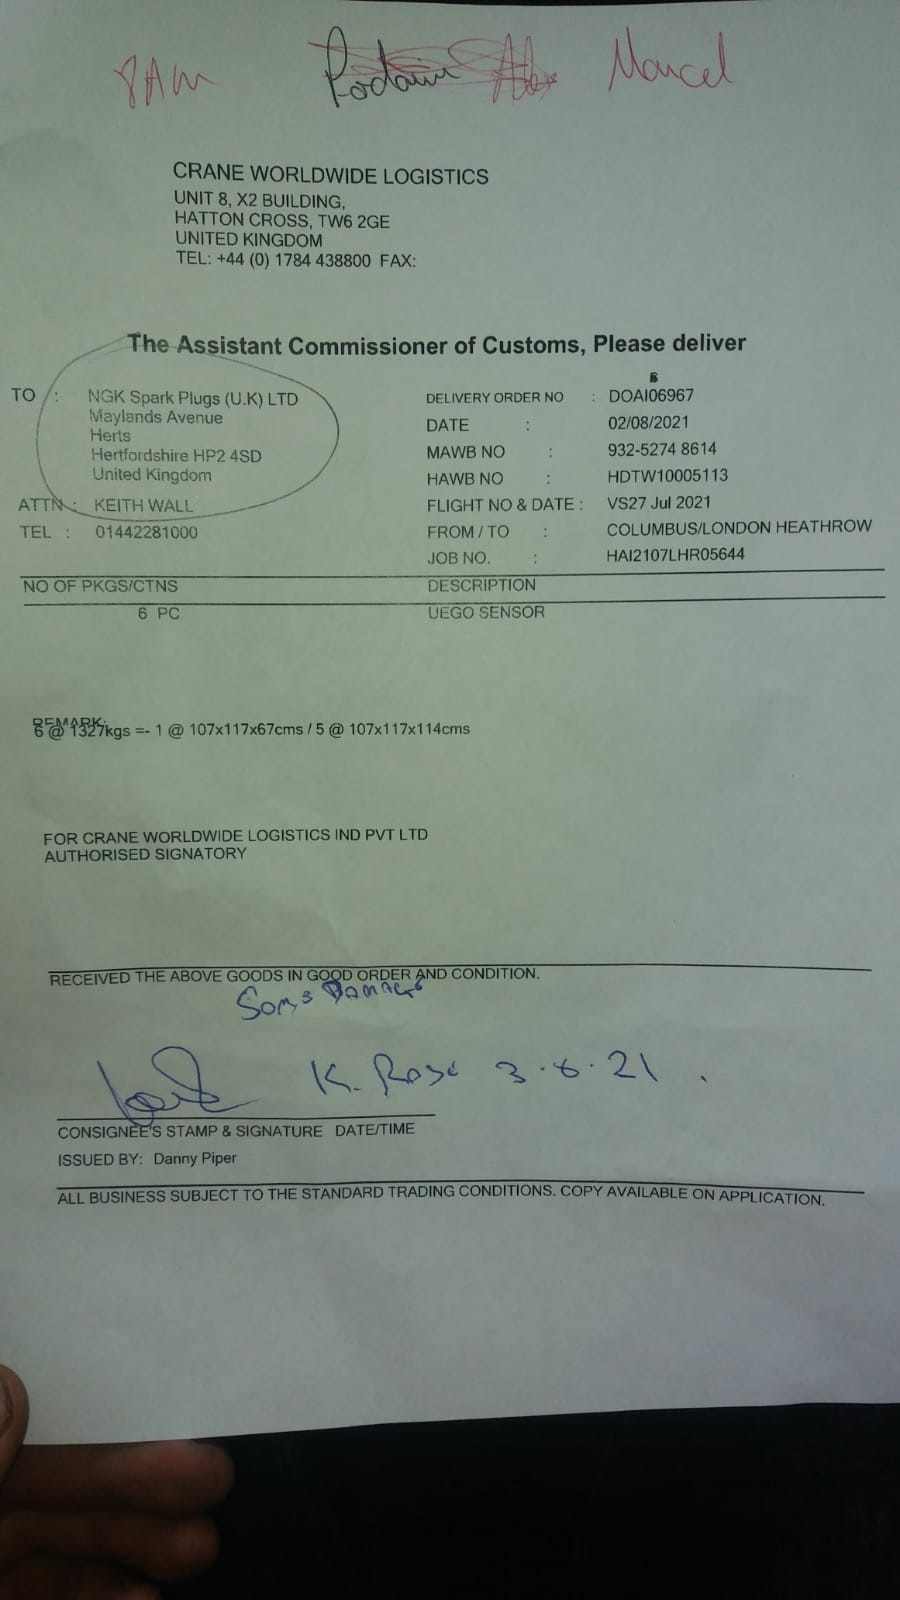 8AM Marcel
CRANE WORLDWIDE LOGISTICS
UNIT 8, X2 BUILDING,
HATTON CROSS, TW6 2GE
UNITED KINGDOM
TEL: +44 (0) 1784 438800 FAX:
The Assistant Commissioner of Customs, Please deliver
TO : NGK Spark Plugs (U.K) LTD
Maylands Avenue
Herts
Hertfordshire HP2 4SD
United Kingdom
ATTN : KEITH WALL
TEL : 01442281000
DELIVERY ORDER NO : DOAI06967
DATE : 02/08/2021
MAWB NO : 932-5274 8614
HAWB NO : HDTW10005113
FLIGHT NO & DATE : VS27 Jul 2021
FROM / TO : COLUMBUS/LONDON HEATHROW
JOB NO. : HAI2107LHR05644
NO OF PKGS/CTNS DESCRIPTION
6 PC UEGO SENSOR
REMARK:
6 @ 1327kgs =- 1 @ 107x117x67cms / 5 @ 107x117x114cms
FOR CRANE WORLDWIDE LOGISTICS IND PVT LTD
AUTHORISED SIGNATORY
RECEIVED THE ABOVE GOODS IN GOOD ORDER AND CONDITION.
Some Damage
K. Rose 3.8.21.
CONSIGNEE'S STAMP & SIGNATURE DATE/TIME
ISSUED BY: Danny Piper
ALL BUSINESS SUBJECT TO THE STANDARD TRADING CONDITIONS. COPY AVAILABLE ON APPLICATION.